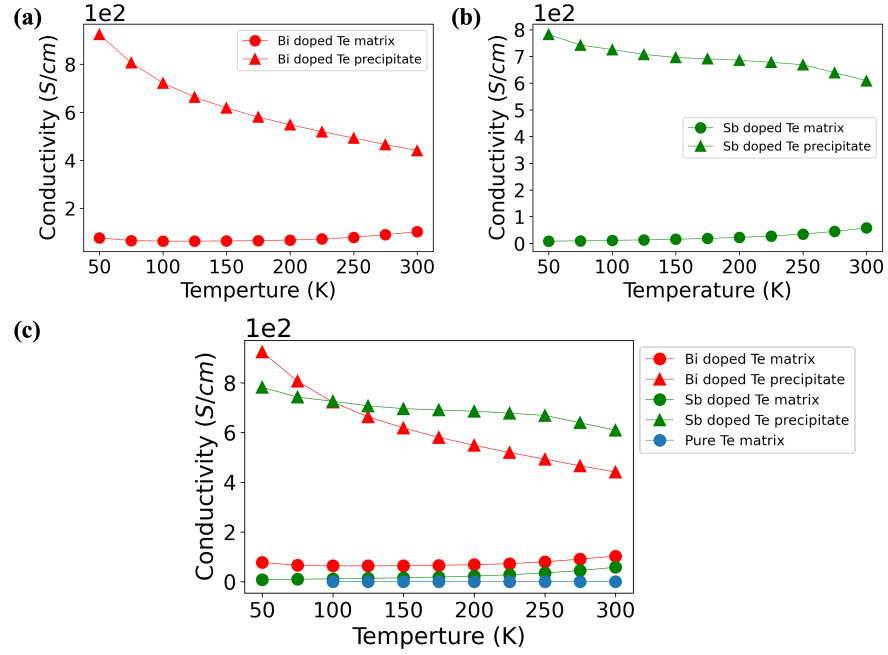 (a)
1e2
Conductivity (S/cm)
8
6
4
2
Bi doped Te matrix
Bi doped Te precipitate
50 100 150 200 250 300
Temperture (K)
(b)
1e2
Conductivity (S/cm)
8
7
6
5
4
3
2
1
0
Sb doped Te matrix
Sb doped Te precipitate
50 100 150 200 250 300
Temperature (K)
(c)
1e2
Conductivity (S/cm)
8
6
4
2
0
50 100 150 200 250 300
Temperture (K)
Bi doped Te matrix
Bi doped Te precipitate
Sb doped Te matrix
Sb doped Te precipitate
Pure Te matrix